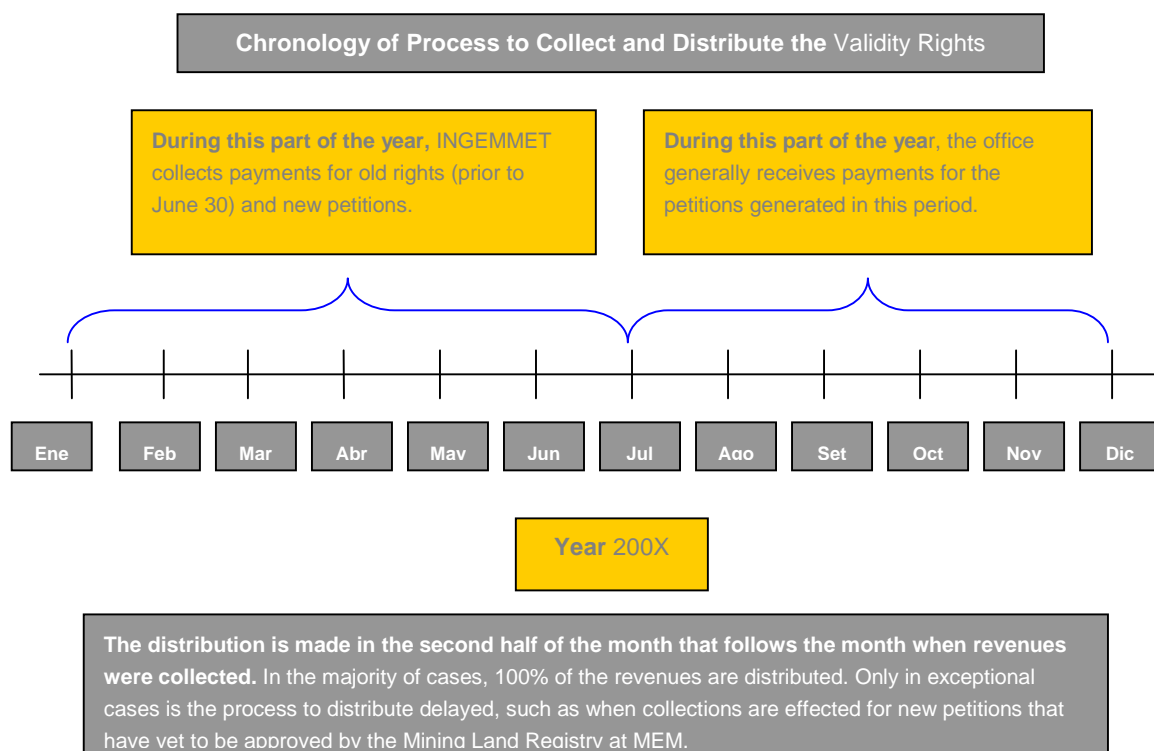 Chronology of Process to Collect and Distribute the Validity Rights
During this part of the year, INGEMMET
collects payments for old rights (prior to
June 30) and new petitions.
During this part of the year, the office
generally receives payments for the
petitions generated in this period.
Ene Feb Mar Abr May Jun Jul Ago Set Oct Nov Dic
Year 200X
The distribution is made in the second half of the month that follows the month when revenues
were collected. In the majority of cases, 100% of the revenues are distributed. Only in exceptional
cases is the process to distribute delayed, such as when collections are effected for new petitions that
have yet to be approved by the Mining Land Registry at MEM.